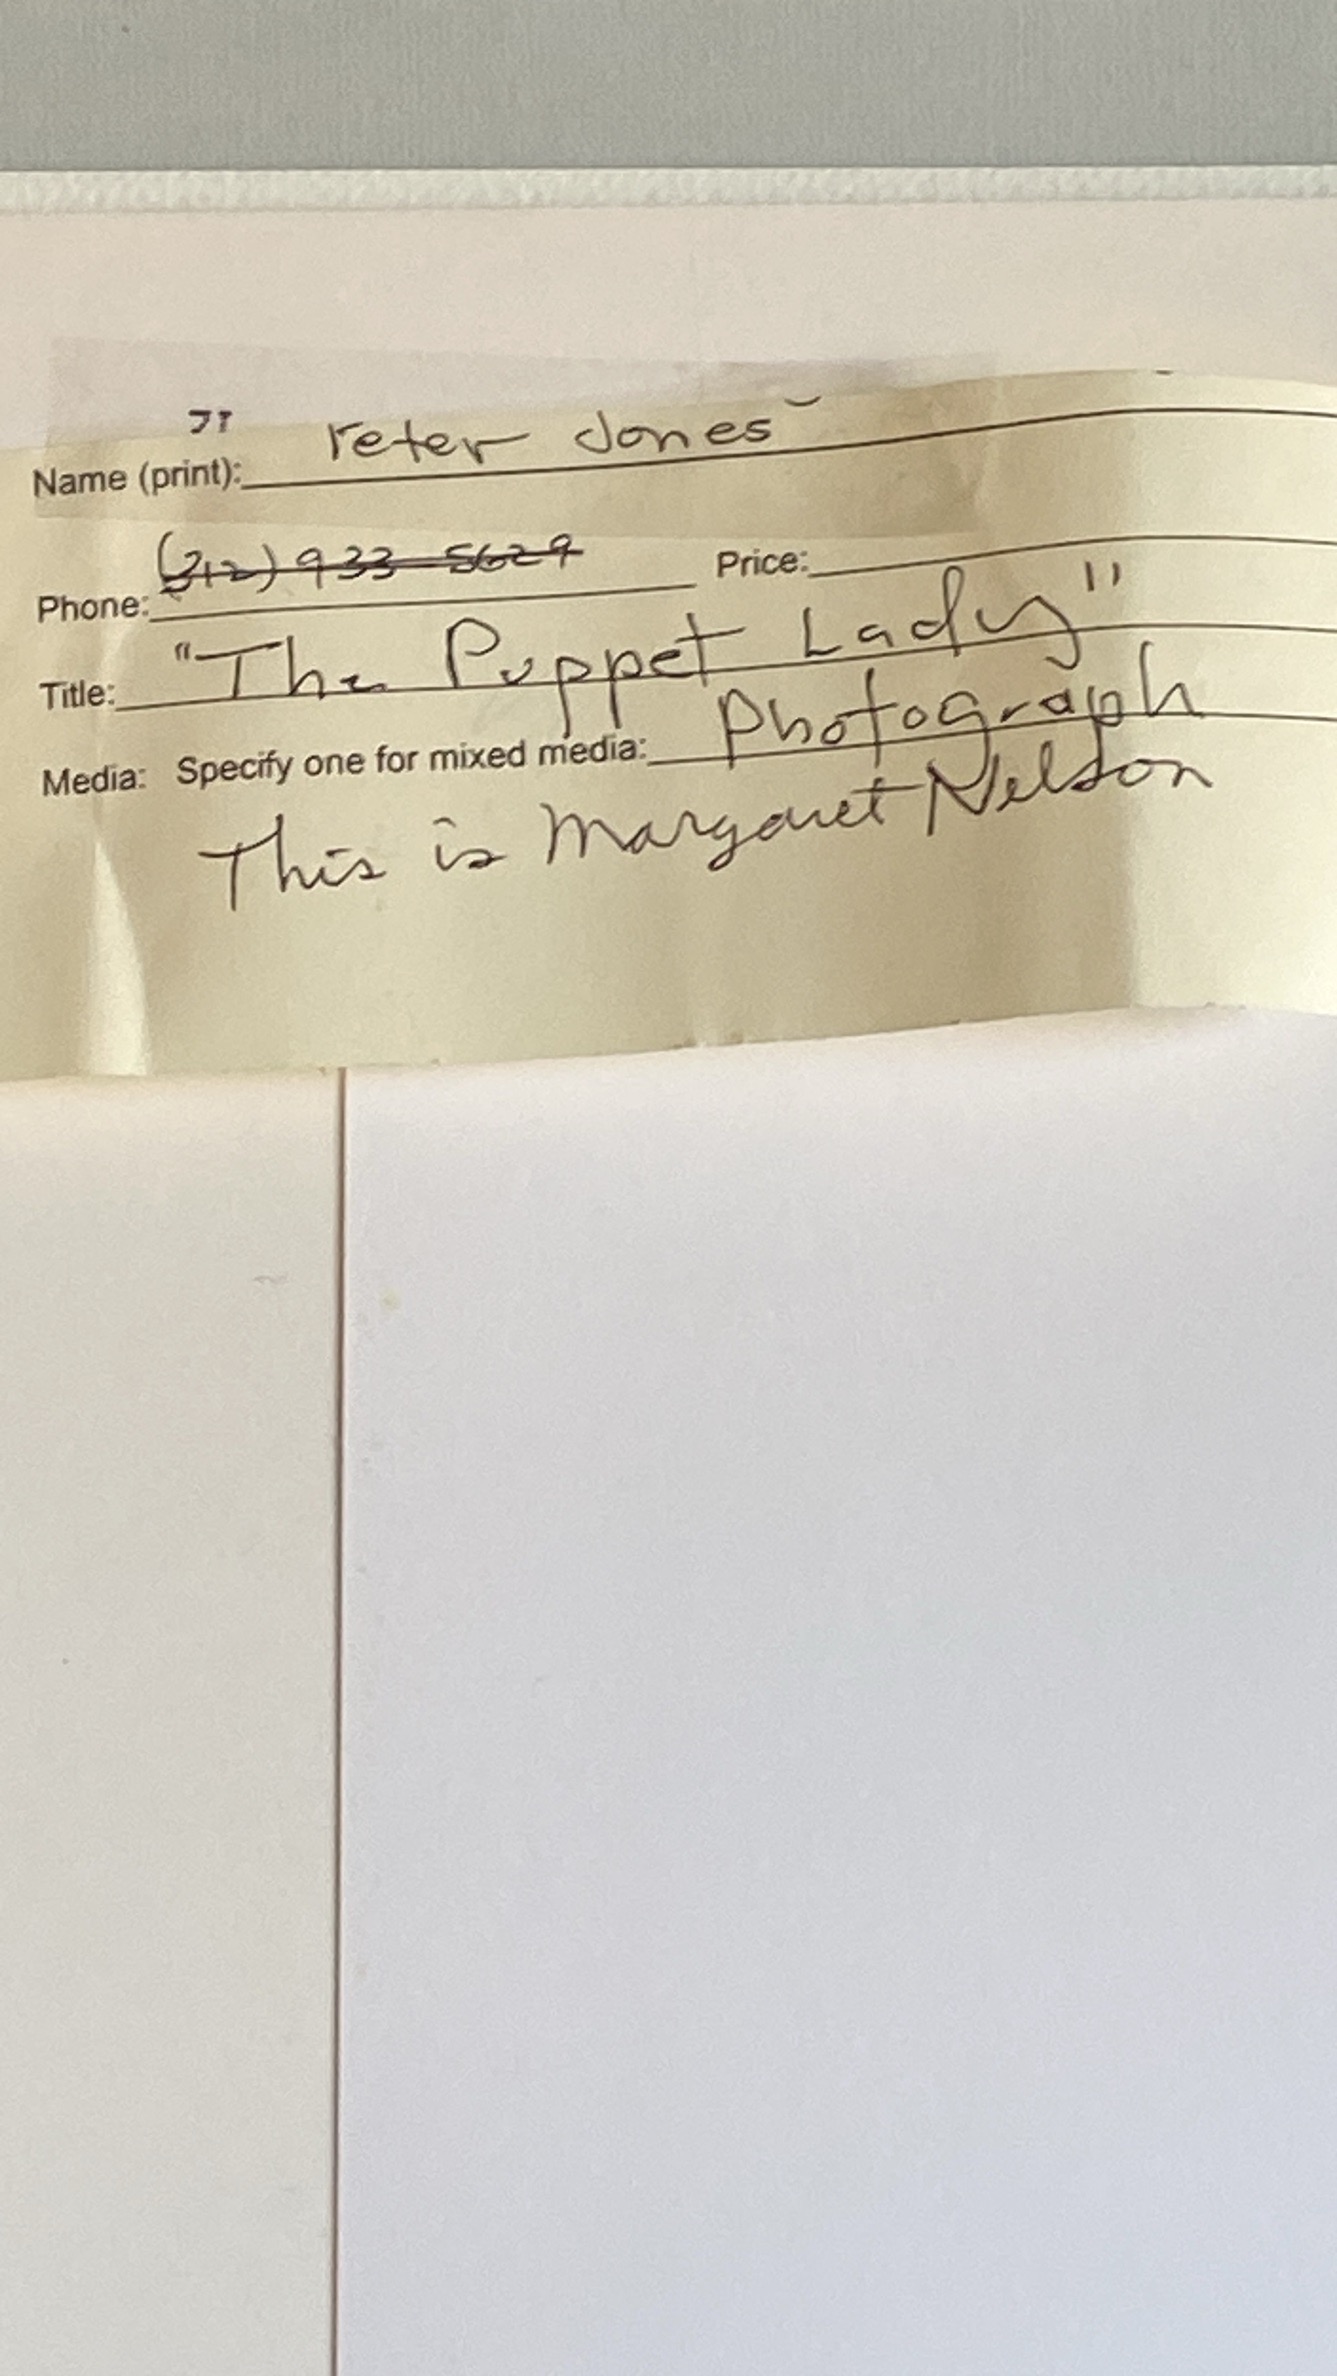 Name (print): Peter Jones
Phone: (312) 933-5629 Price:
Title: "The Puppet Lady"
Media: Specify one for mixed media: Photograph
This is Margaret Nelson